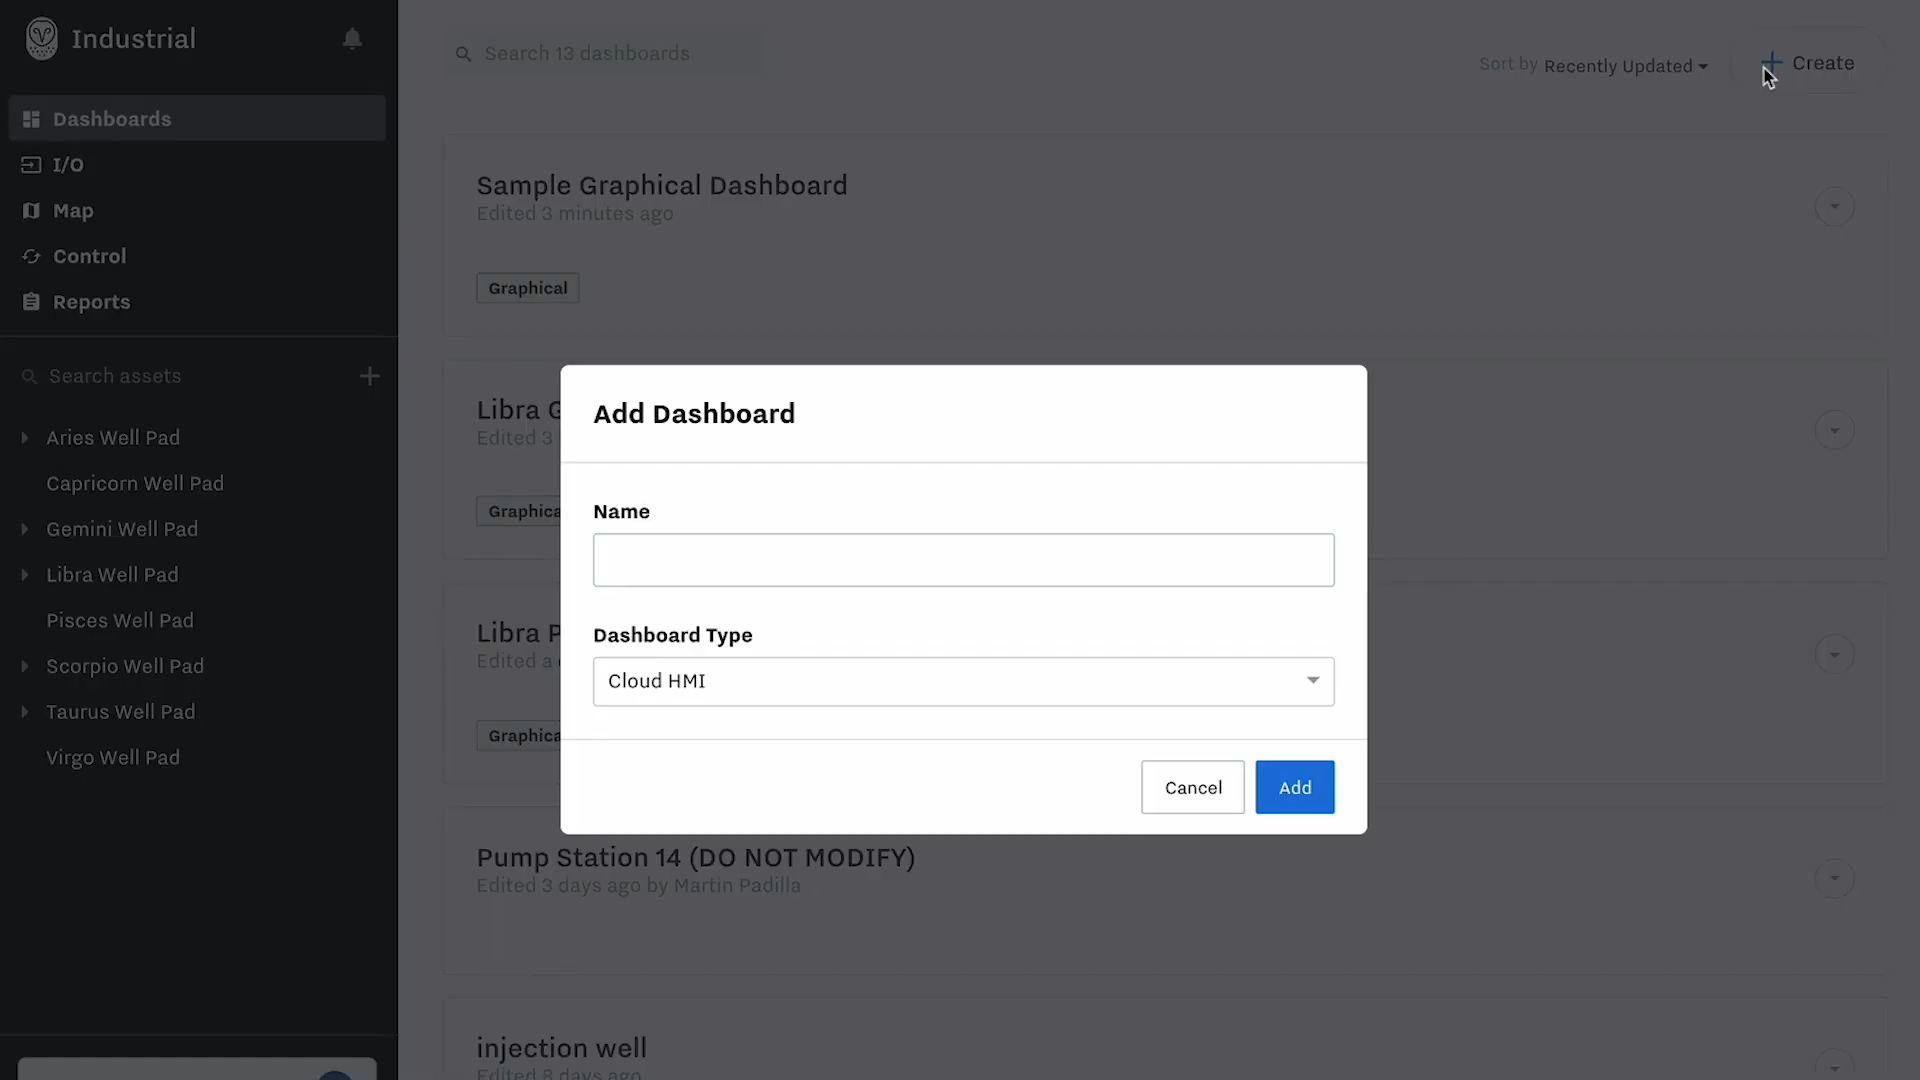 Industrial
Search 13 dashboards
Sort by Recently Updated
Create
Dashboards
I/O
Map
Control
Reports
Search assets
Aries Well Pad
Capricorn Well Pad
Gemini Well Pad
Libra Well Pad
Pisces Well Pad
Scorpio Well Pad
Taurus Well Pad
Virgo Well Pad
Sample Graphical Dashboard
Edited 3 minutes ago
Graphical
Libra G
Edited 3
Graphica
Libra P
Edited a
Graphica
Add Dashboard
Name
Dashboard Type
Cloud HMI
Cancel
Add
Pump Station 14 (DO NOT MODIFY)
Edited 3 days ago by Martin Padilla
injection well
Edited 8 days ago